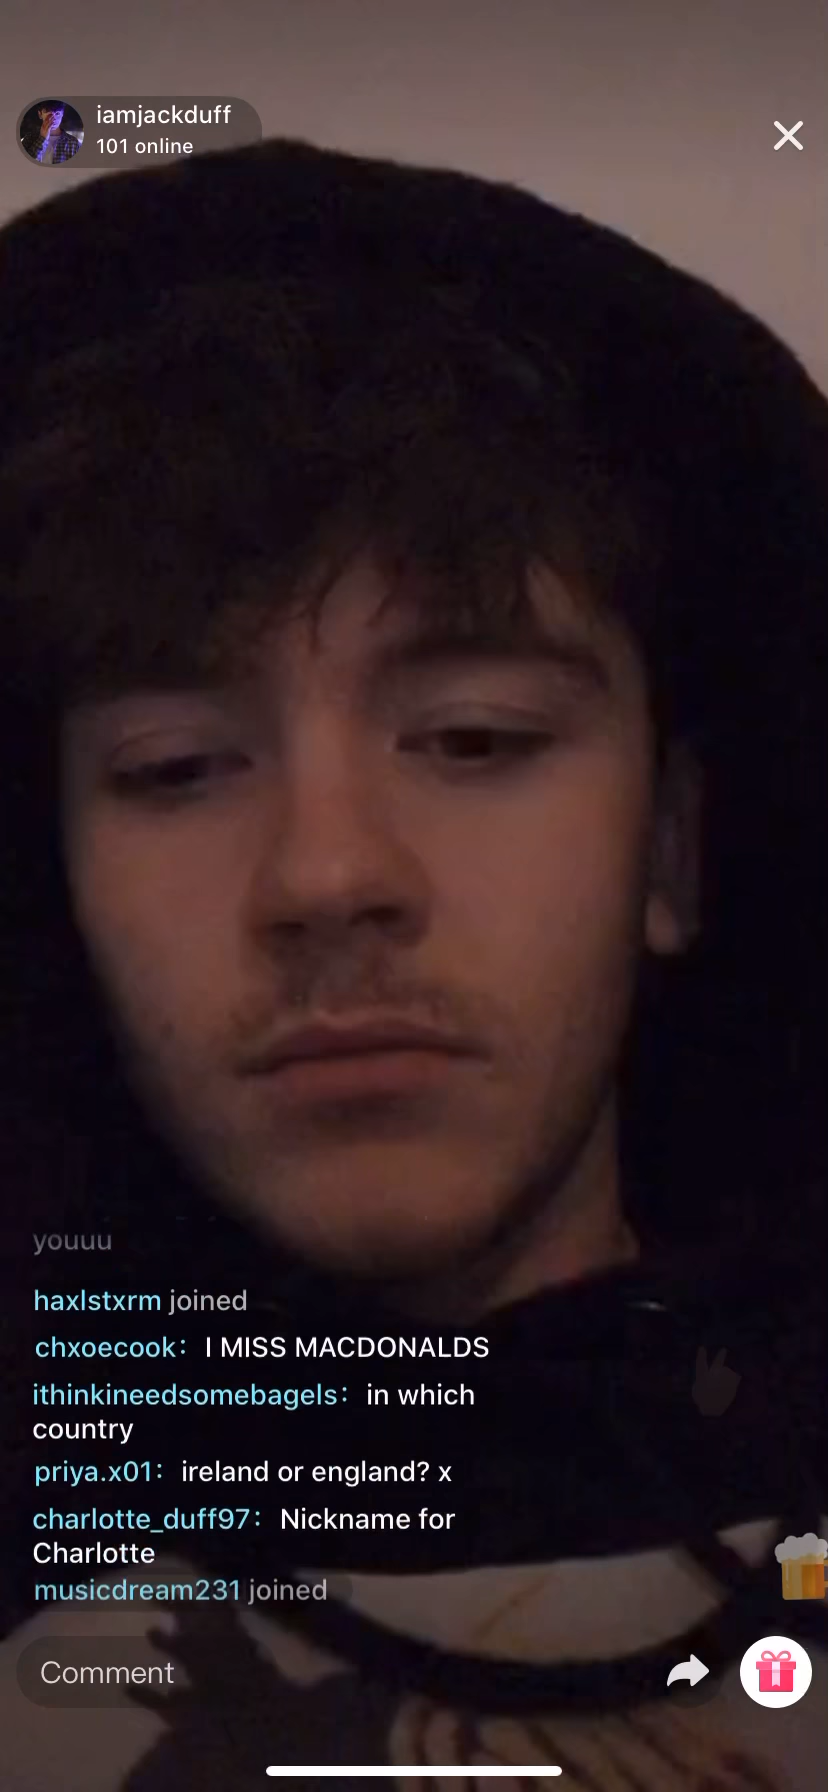 iamjackduff
101 online
youuu
haxlstxrm joined
chxoecook: I MISS MACDONALDS
ithinkineedsomebagels: in which
country
priya.x01: ireland or england? x
charlotte_duff97: Nickname for
Charlotte
musicdream231 joined
Comment